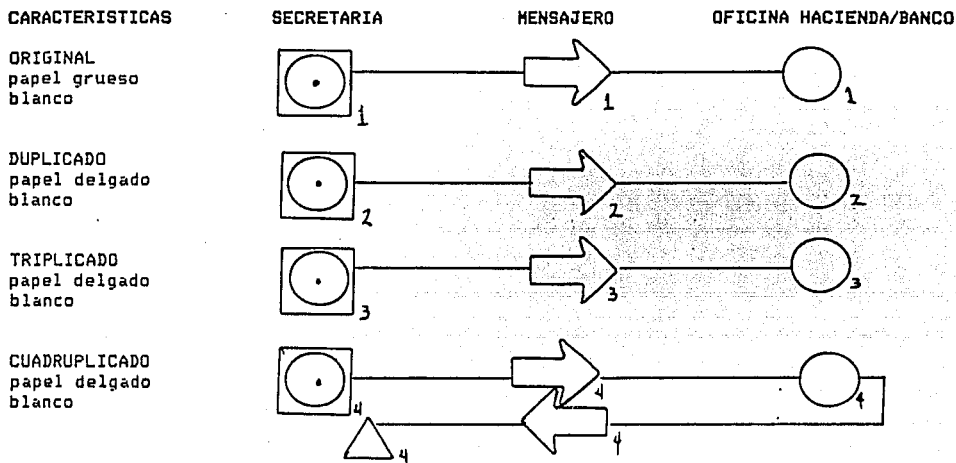 CARACTERISTICAS SECRETARIA MENSAJERO OFICINA HACIENDA/BANCO
ORIGINAL
papel grueso
blanco
1 1 1
DUPLICADO
papel delgado
blanco
2 2 2
TRIPLICADO
papel delgado
blanco
3 3 3
CUADRUPLICADO
papel delgado
blanco
4 4 4
4 4